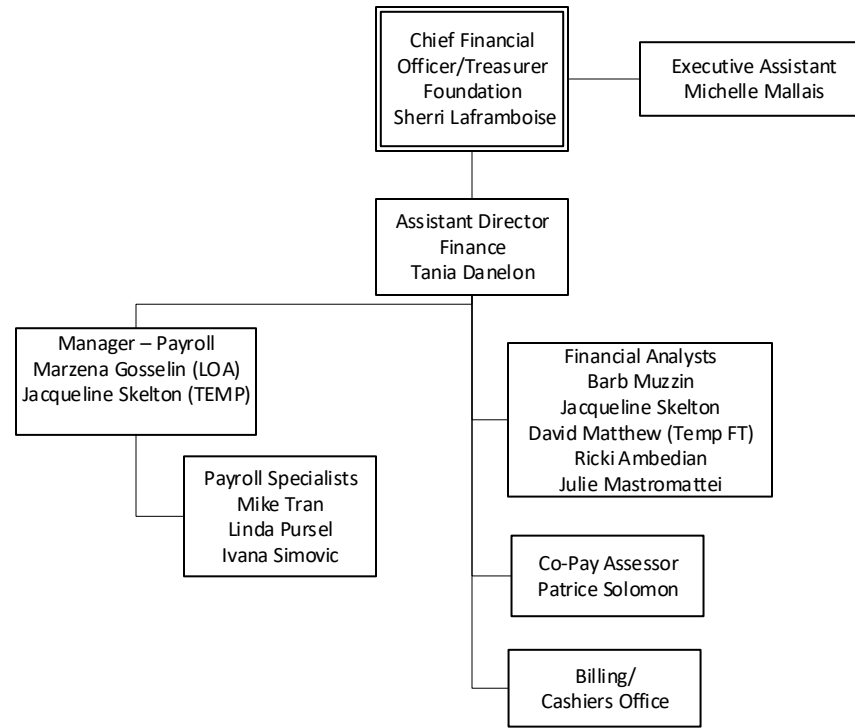 Chief Financial
Officer/Treasurer
Foundation
Sherri Laframboise
Executive Assistant
Michelle Mallais
Assistant Director
Finance
Tania Danelon
Manager – Payroll
Marzena Gosselin (LOA)
Jacqueline Skelton (TEMP)
Financial Analysts
Barb Muzzin
Jacqueline Skelton
David Matthew (Temp FT)
Ricki Ambedian
Julie Mastromattei
Payroll Specialists
Mike Tran
Linda Pursel
Ivana Simovic
Co-Pay Assessor
Patrice Solomon
Billing/
Cashiers Office